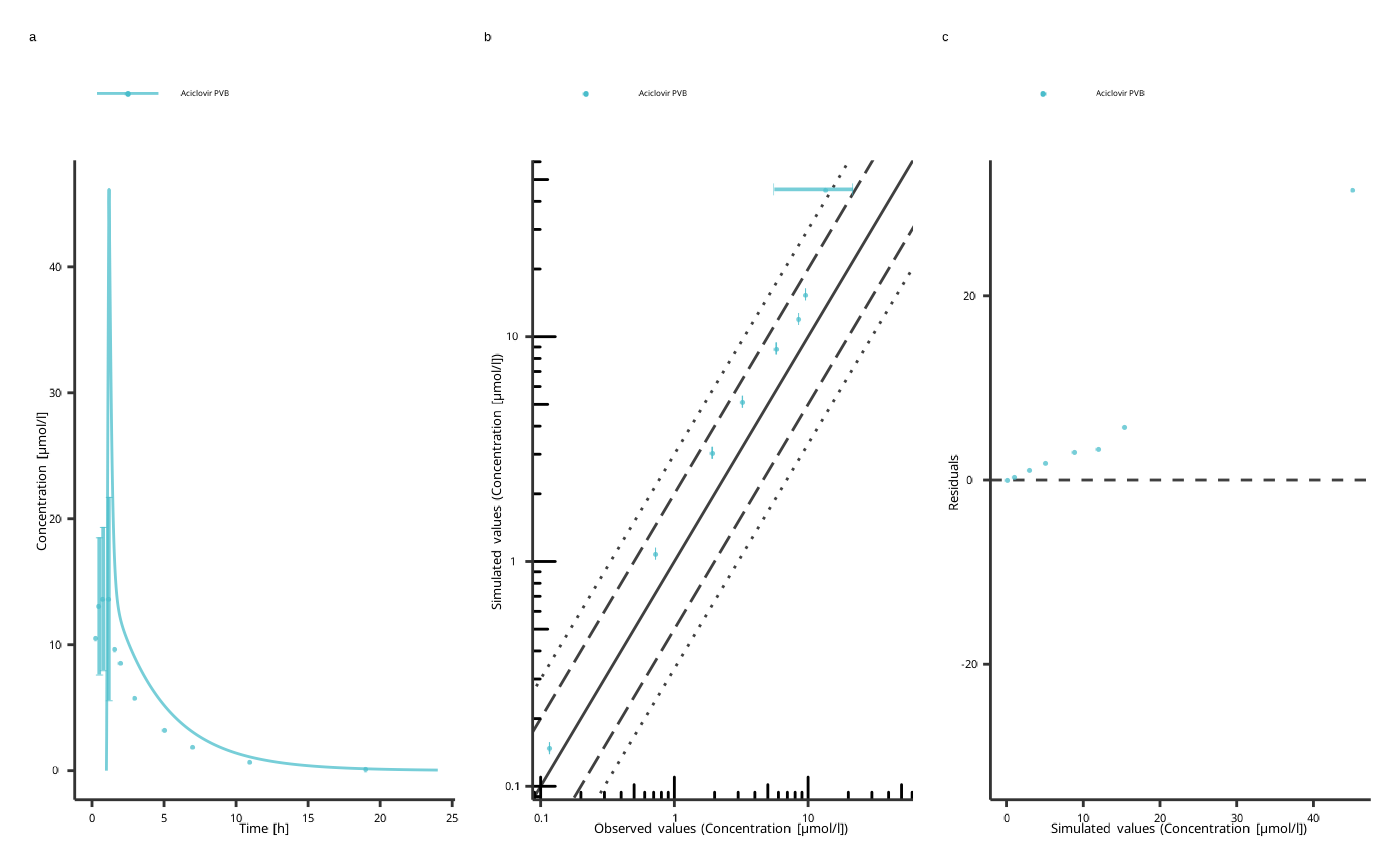 a
b
c
Aciclovir PVB
Aciclovir PVB
Aciclovir PVB
Concentration [µmol/l]
40
30
20
10
0
0
5
10
15
20
25
Time [h]
Simulated values (Concentration [µmol/l])
10
1
0.1
0.1
1
10
Observed values (Concentration [µmol/l])
Residuals
20
0
-20
0
10
20
30
40
Simulated values (Concentration [µmol/l])